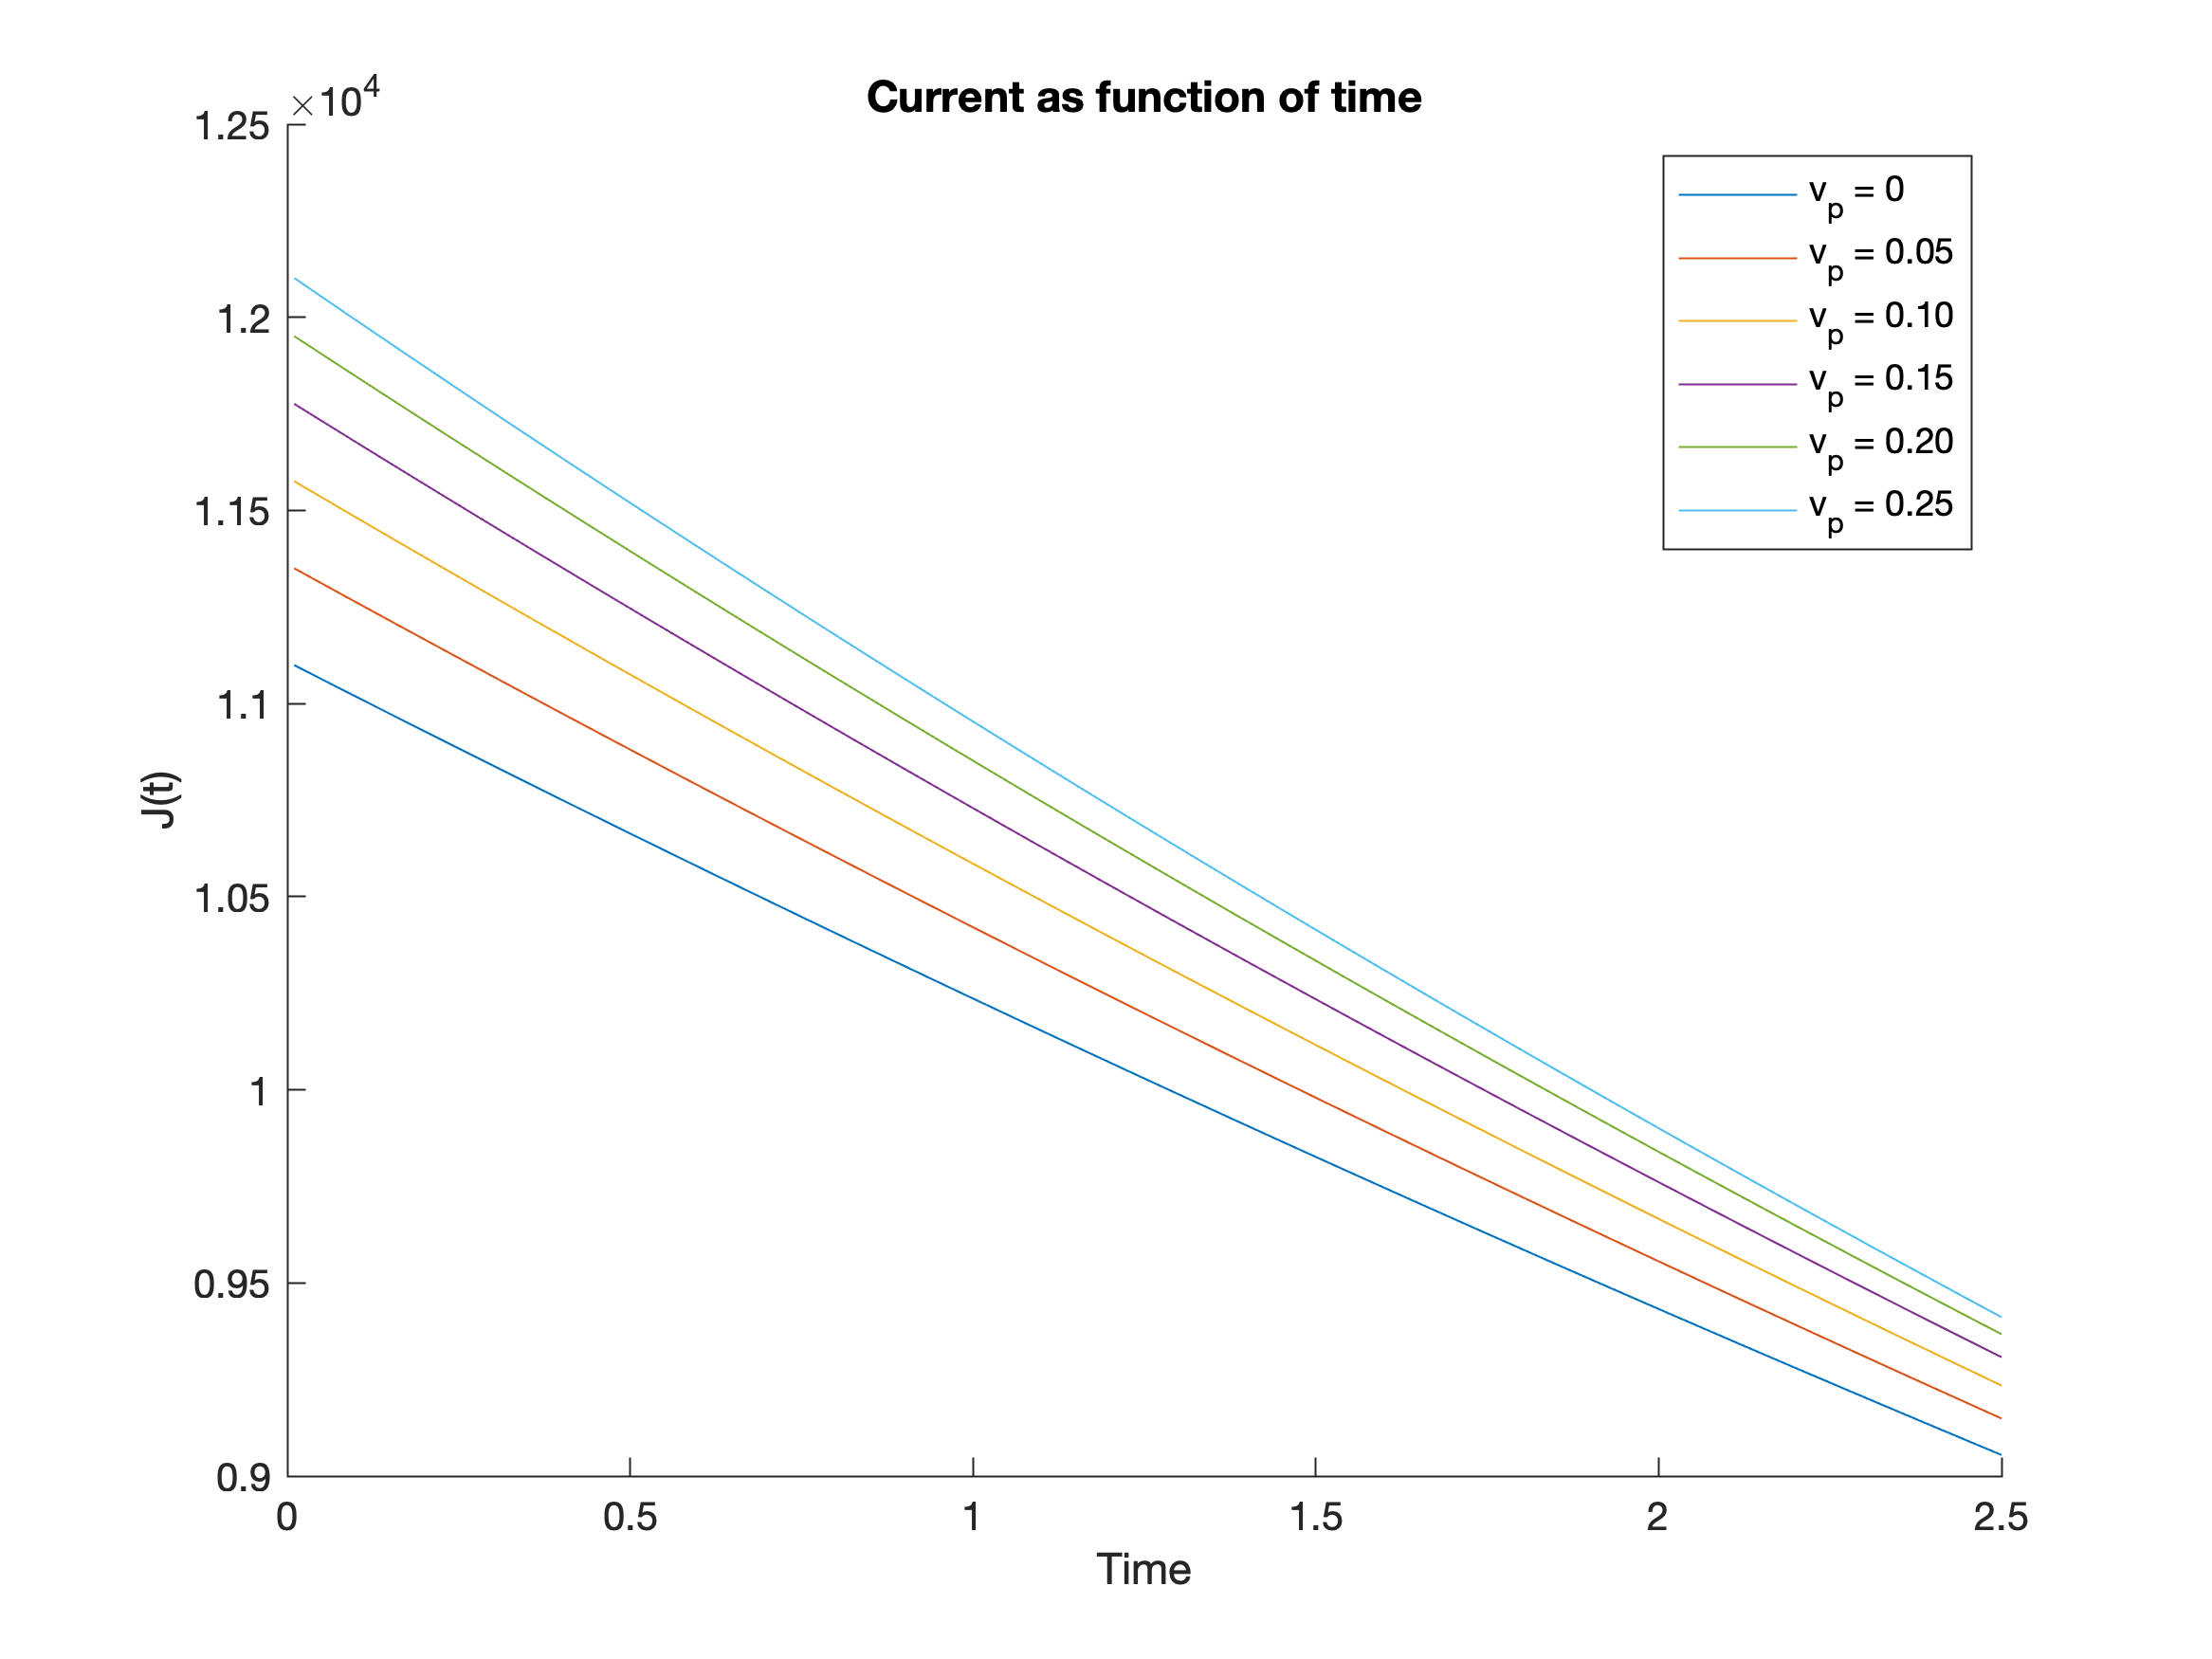 Current as function of time
×10^4
1.25
1.2
1.15
1.1
1.05
1
0.95
0.9
J(t)
v_p = 0
v_p = 0.05
v_p = 0.10
v_p = 0.15
v_p = 0.20
v_p = 0.25
0 0.5 1 1.5 2 2.5
Time